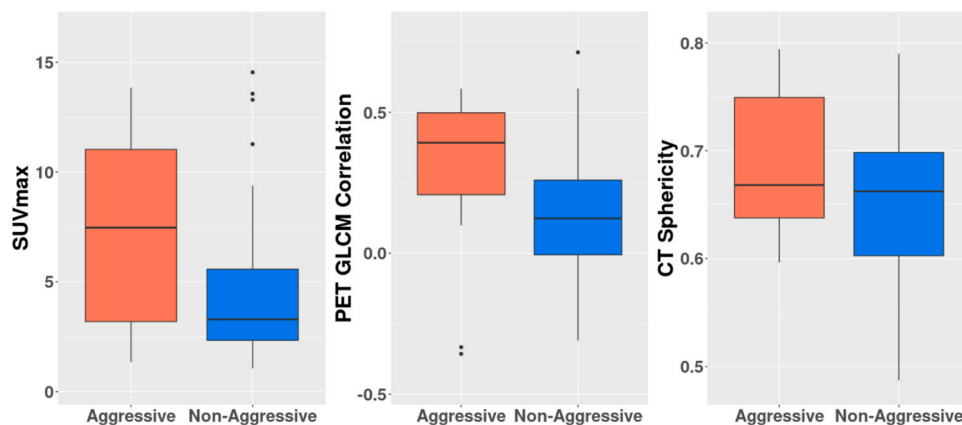 SUVmax
15
10
5
0
Aggressive Non-Aggressive
PET GLCM Correlation
0.5
0.0
-0.5
Aggressive Non-Aggressive
CT Sphericity
0.8
0.7
0.6
0.5
Aggressive Non-Aggressive